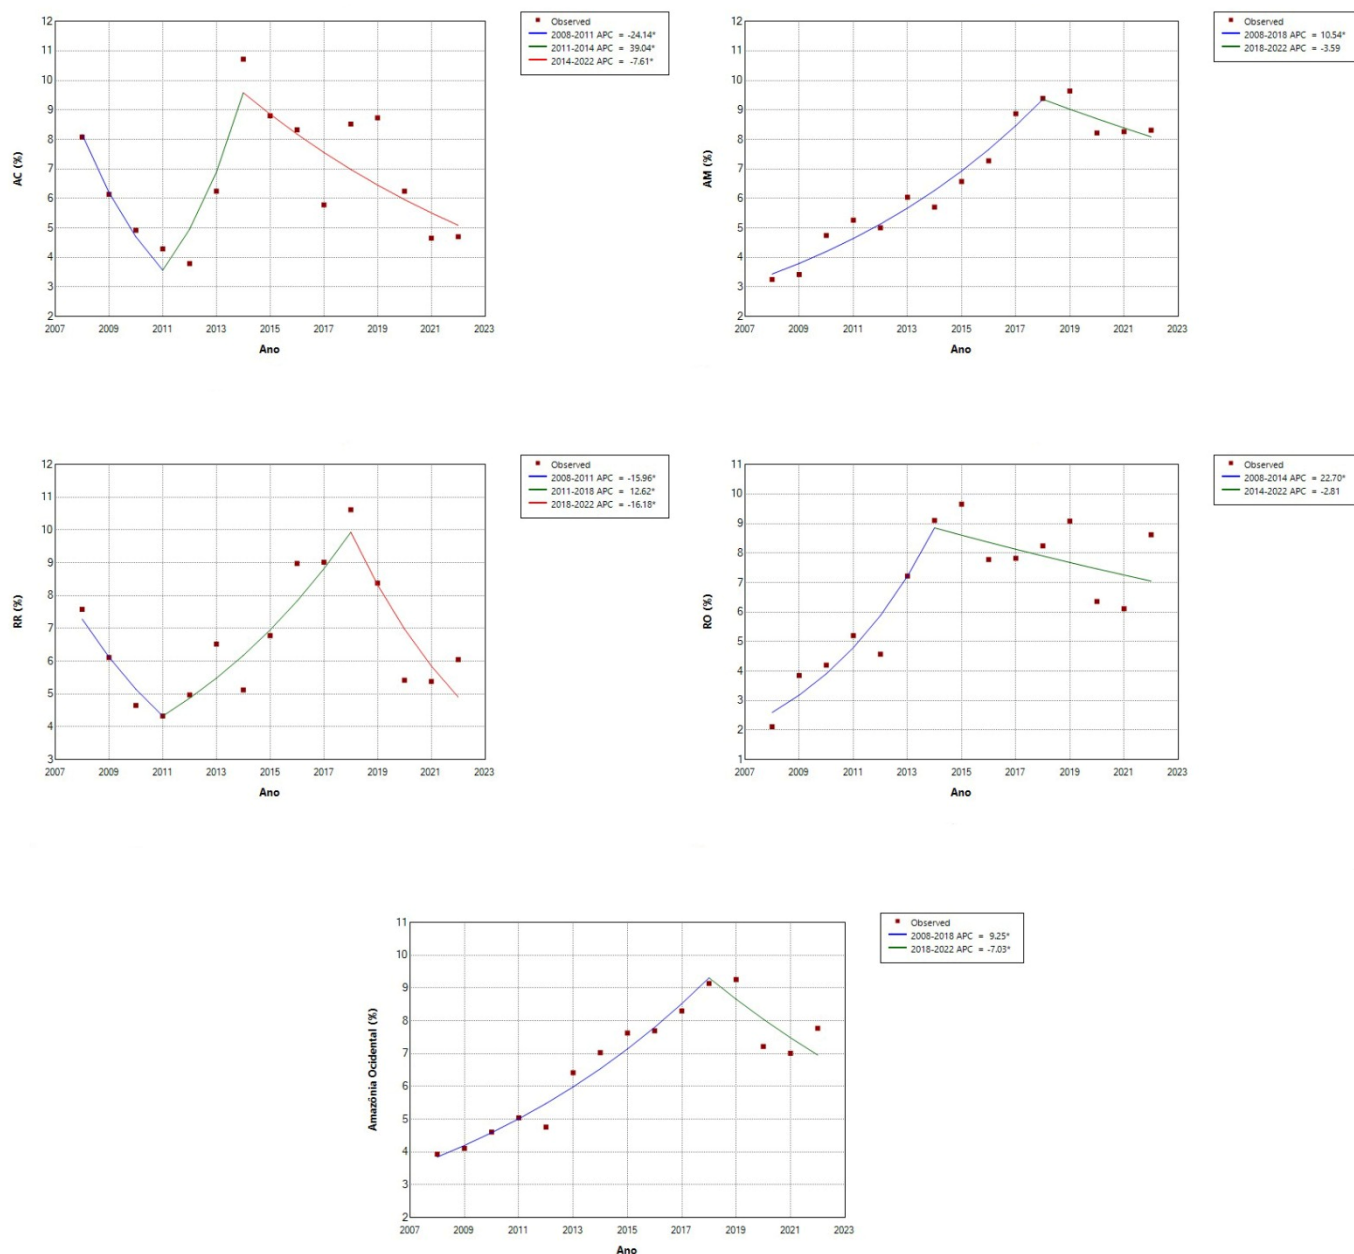 12
11
10
9
8
7
6
5
4
3
2
AC (%)
2007 2009 2011 2013 2015 2017 2019 2021 2023
Ano
Observed
2008-2011 APC = -24.14*
2011-2014 APC = 39.04*
2014-2022 APC = -7.61*
12
11
10
9
8
7
6
5
4
3
2
AM (%)
2007 2009 2011 2013 2015 2017 2019 2021 2023
Ano
Observed
2008-2018 APC = 10.54*
2018-2022 APC = -3.59
12
11
10
9
8
7
6
5
4
3
RR (%)
2007 2009 2011 2013 2015 2017 2019 2021 2023
Ano
Observed
2008-2011 APC = -15.96*
2011-2018 APC = 12.62*
2018-2022 APC = -16.18*
11
10
9
8
7
6
5
4
3
2
1
RO (%)
2007 2009 2011 2013 2015 2017 2019 2021 2023
Ano
Observed
2008-2014 APC = 22.70*
2014-2022 APC = -2.81
11
10
9
8
7
6
5
4
3
2
Amazônia Ocidental (%)
2007 2009 2011 2013 2015 2017 2019 2021 2023
Ano
Observed
2008-2018 APC = 9.25*
2018-2022 APC = -7.03*